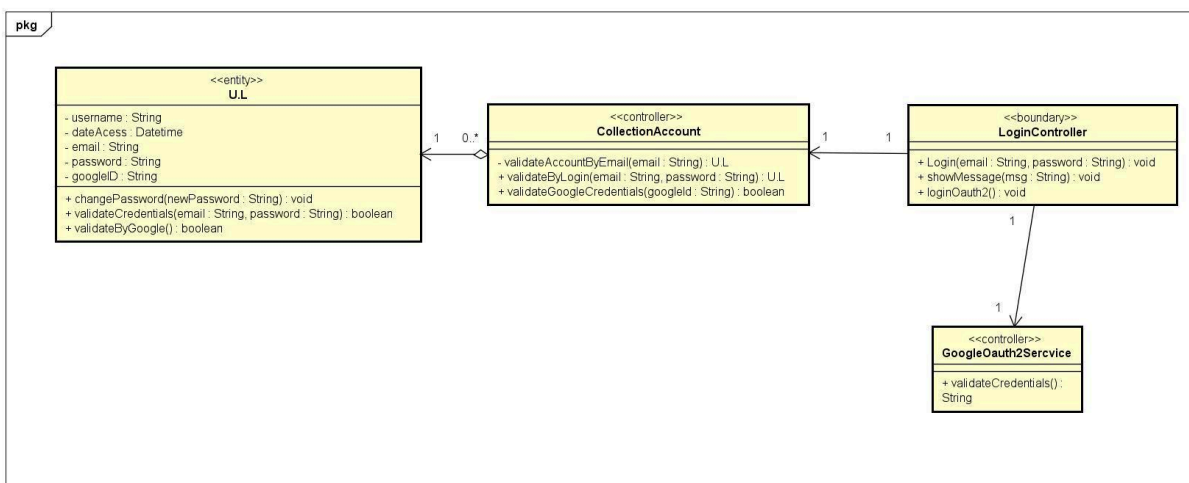 pkg
<<entity>>
U.L
- username : String
- dateAcess : Datetime
- email : String
- password : String
- googleID : String
+ changePassword(newPassword : String) : void
+ validateCredentials(email : String, password : String) : boolean
+ validateByGoogle() : boolean
1
0..*
<<controller>>
CollectionAccount
- validateAccountByEmail(email : String) : U.L
+ validateByLogin(email : String, password : String) : U.L
+ validateGoogleCredentials(googleId : String) : boolean
1
1
<<boundary>>
LoginController
+ Login(email : String, password : String) : void
+ showMessage(msg : String) : void
+ loginOauth2() : void
1
1
<<controller>>
GoogleOauth2Sercvice
+ validateCredentials() :
String